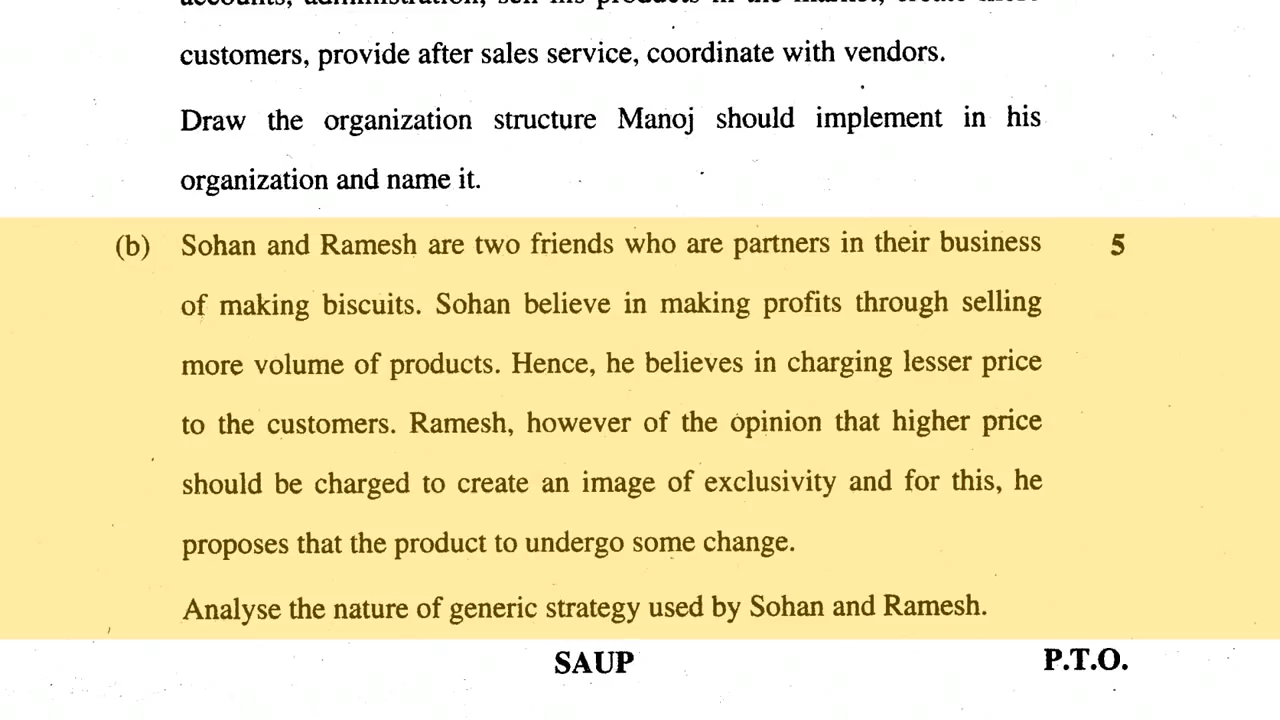 customers, provide after sales service, coordinate with vendors.
Draw the organization structure Manoj should implement in his
organization and name it.
(b) Sohan and Ramesh are two friends who are partners in their business 5
of making biscuits. Sohan believe in making profits through selling
more volume of products. Hence, he believes in charging lesser price
to the customers. Ramesh, however of the opinion that higher price
should be charged to create an image of exclusivity and for this, he
proposes that the product to undergo some change.
Analyse the nature of generic strategy used by Sohan and Ramesh.
SAUP P.T.O.